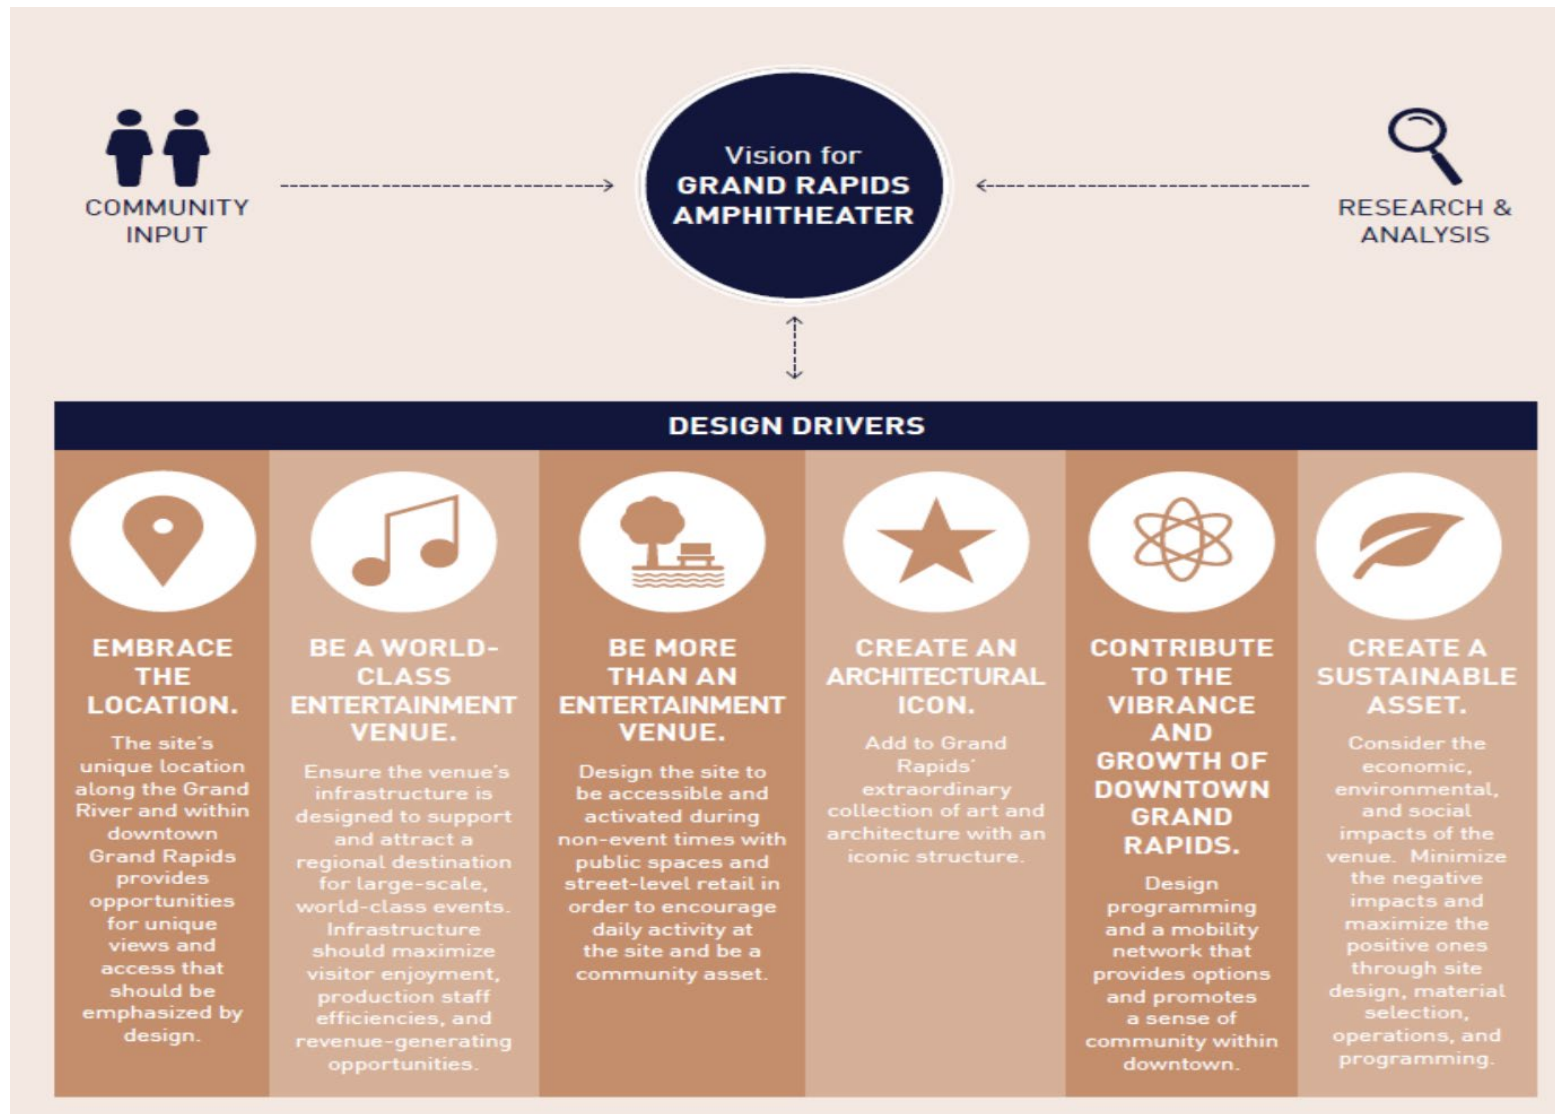 Vision for
GRAND RAPIDS
AMPHITHEATER
COMMUNITY
INPUT
RESEARCH &
ANALYSIS
DESIGN DRIVERS
EMBRACE
THE
LOCATION.
The site's
unique location
along the Grand
River and within
downtown
Grand Rapids
provides
opportunities
for unique
views and
access that
should be
emphasized by
design.
BE A WORLD-
CLASS
ENTERTAINMENT
VENUE.
Ensure the venue's
infrastructure is
designed to support
and attract a
regional destination
for large-scale,
world-class events.
Infrastructure
should maximize
visitor enjoyment,
production staff
efficiencies, and
revenue-generating
opportunities.
BE MORE
THAN AN
ENTERTAINMENT
VENUE.
Design the site to
be accessible and
activated during
non-event times with
public spaces and
street-level retail in
order to encourage
daily activity at
the site and be a
community asset.
CREATE AN
ARCHITECTURAL
ICON.
Add to Grand
Rapids'
extraordinary
collection of art and
architecture with an
iconic structure.
CONTRIBUTE
TO THE
VIBRANCE
AND
GROWTH OF
DOWNTOWN
GRAND
RAPIDS.
Design
programming
and a mobility
network that
provides options
and promotes
a sense of
community within
downtown.
CREATE A
SUSTAINABLE
ASSET.
Consider the
economic,
environmental,
and social
impacts of the
venue. Minimize
the negative
impacts and
maximize the
positive ones
through site
design, material
selection,
operations, and
programming.